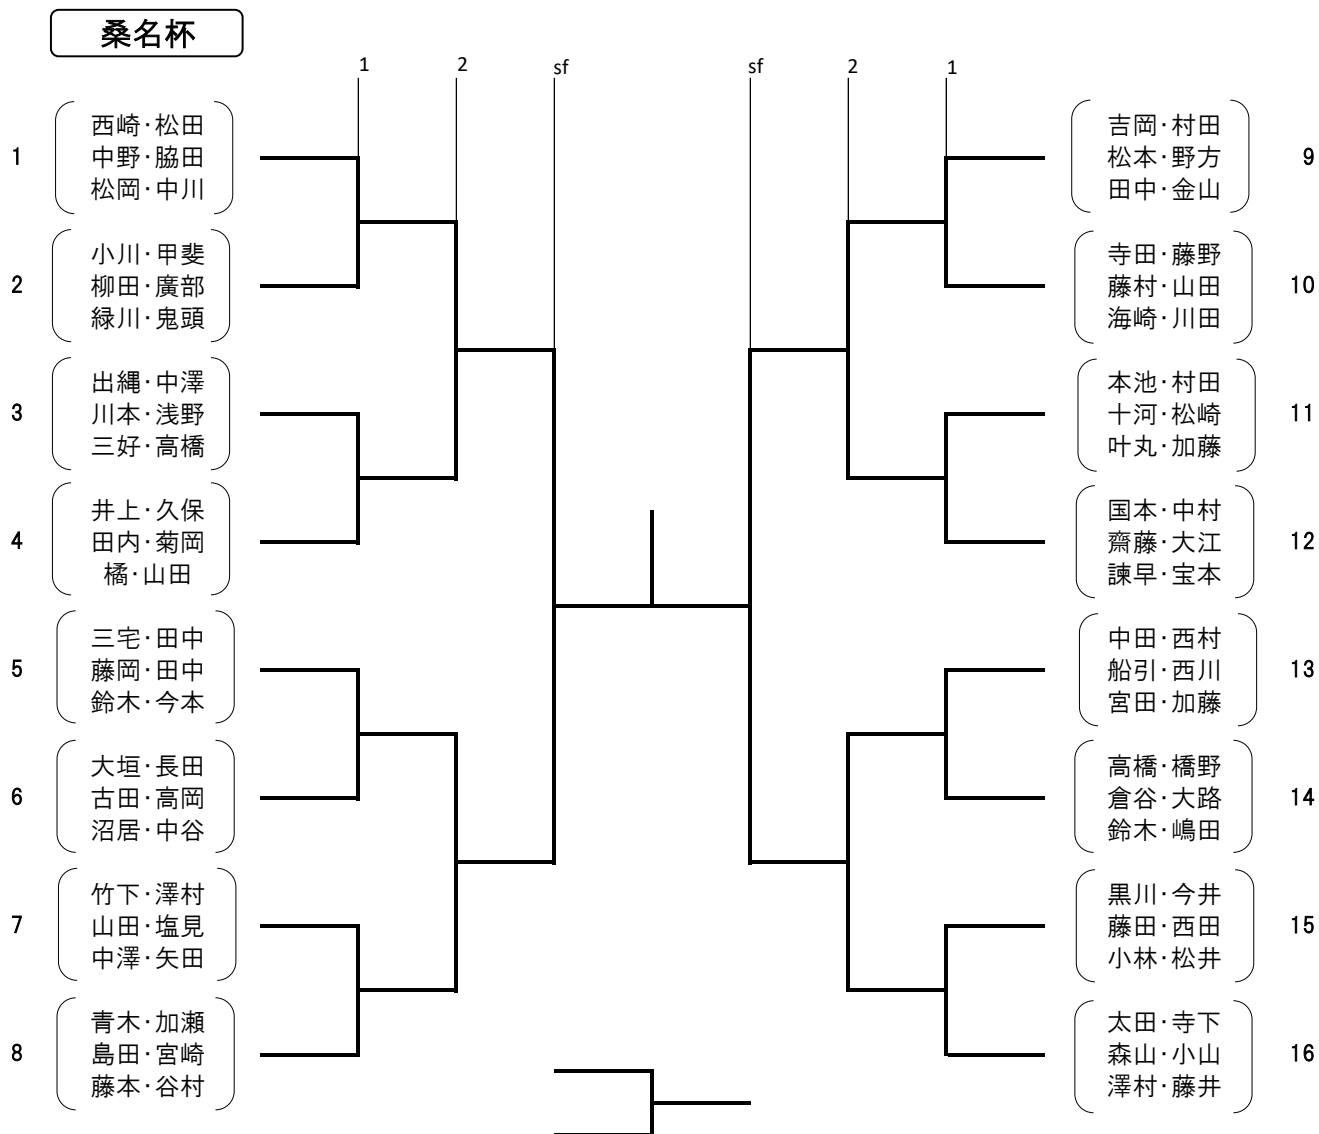 桑名杯
1
2
sf
sf
2
1
1
西崎・松田
中野・脇田
松岡・中川
2
小川・甲斐
柳田・廣部
緑川・鬼頭
3
出縄・中澤
川本・浅野
三好・高橋
4
井上・久保
田内・菊岡
橘・山田
5
三宅・田中
藤岡・田中
鈴木・今本
6
大垣・長田
古田・高岡
沼居・中谷
7
竹下・澤村
山田・塩見
中澤・矢田
8
青木・加瀬
島田・宮崎
藤本・谷村
吉岡・村田
松本・野方
田中・金山
9
寺田・藤野
藤村・山田
海崎・川田
10
本池・村田
十河・松崎
叶丸・加藤
11
国本・中村
齋藤・大江
諫早・宝本
12
中田・西村
船引・西川
宮田・加藤
13
高橋・橋野
倉谷・大路
鈴木・嶋田
14
黒川・今井
藤田・西田
小林・松井
15
太田・寺下
森山・小山
澤村・藤井
16